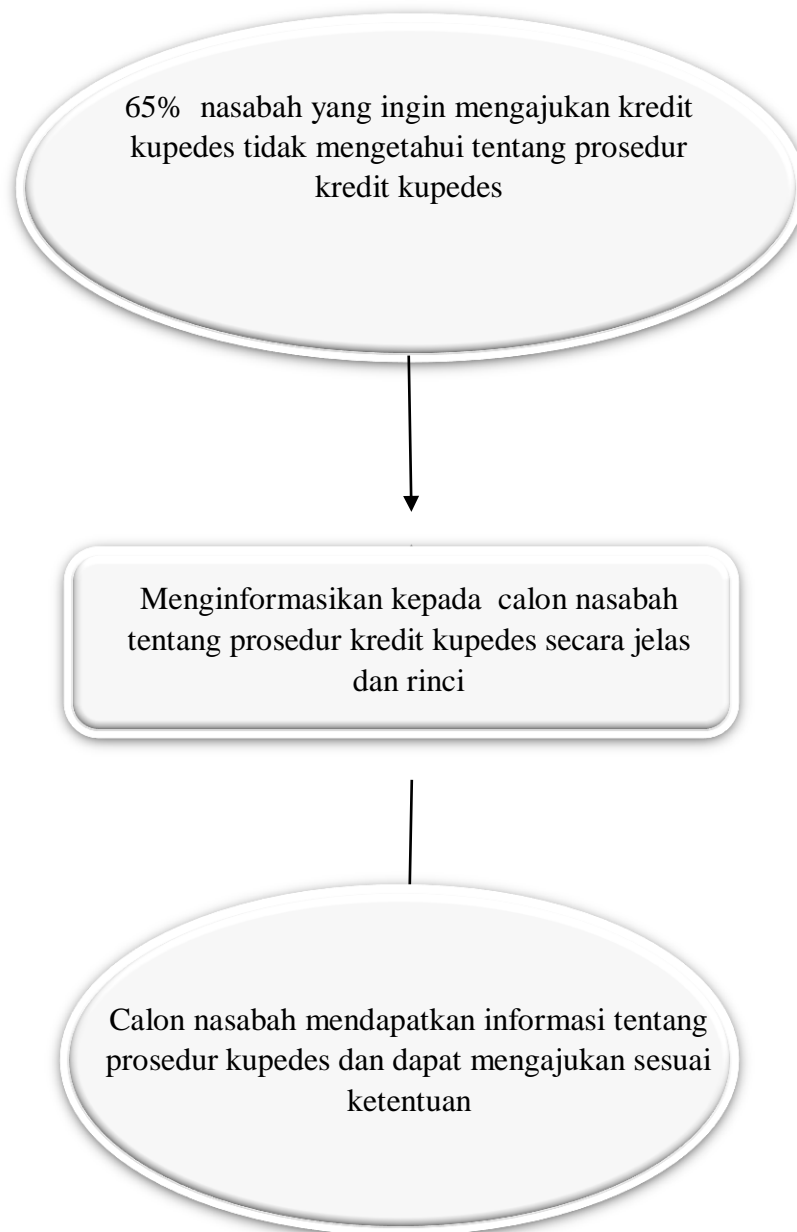 65% nasabah yang ingin mengajukan kredit
kupedes tidak mengetahui tentang prosedur
kredit kupedes
Menginformasikan kepada calon nasabah
tentang prosedur kredit kupedes secara jelas
dan rinci
Calon nasabah mendapatkan informasi tentang
prosedur kupedes dan dapat mengajukan sesuai
ketentuan